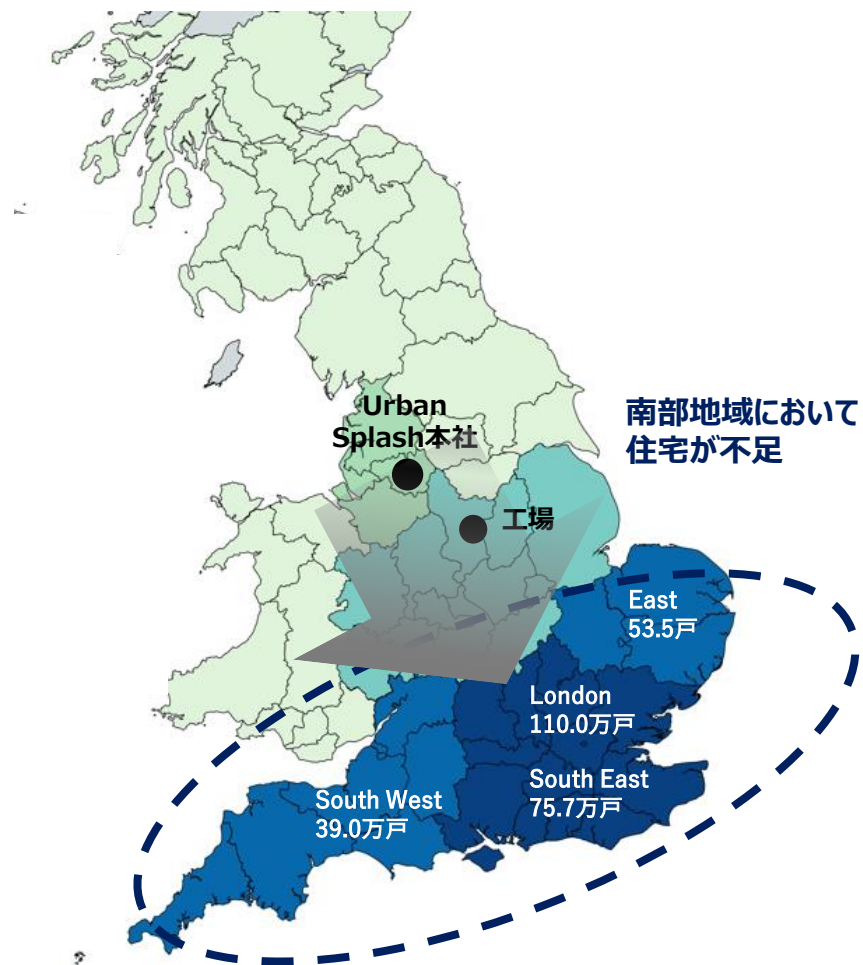 Urban
Splash本社
南部地域において
住宅が不足
工場
East
53.5戸
London
110.0万戸
South East
75.7万戸
South West
39.0万戸